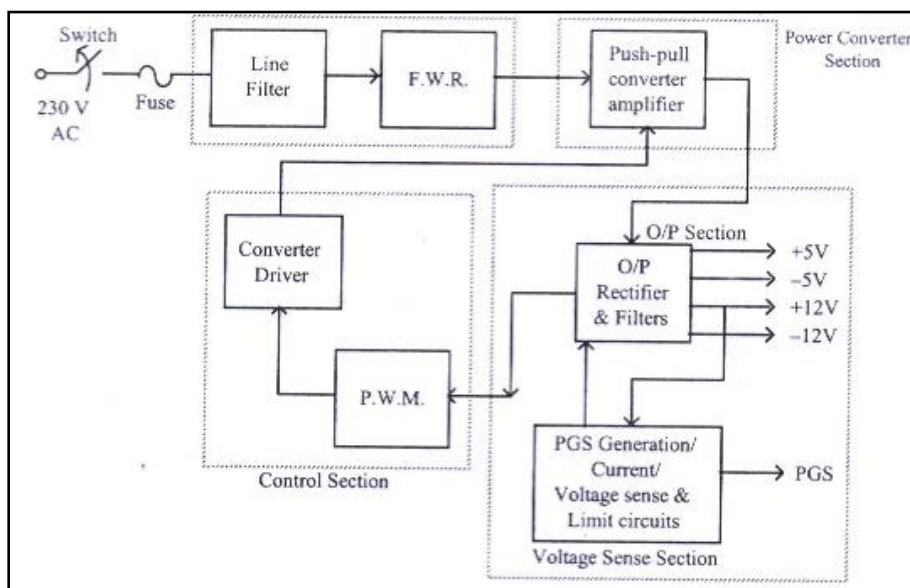 Switch
230 V
AC
Fuse
Line
Filter
F.W.R.
Push-pull
converter
amplifier
Power Converter
Section
Converter
Driver
P.W.M.
Control Section
O/P Section
O/P
Rectifier
& Filters
+5V
–5V
+12V
–12V
PGS Generation/
Current/
Voltage sense &
Limit circuits
PGS
Voltage Sense Section